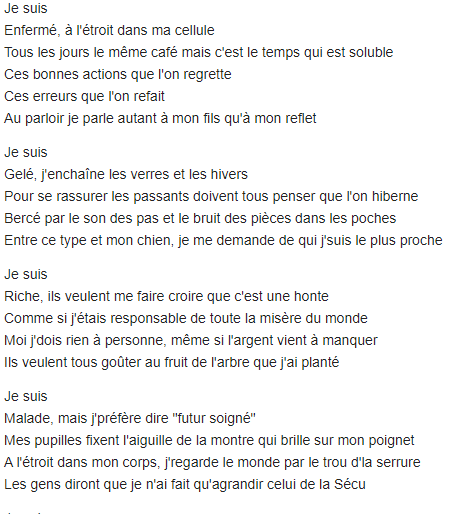 Je suis
Enfermé, à l'étroit dans ma cellule
Tous les jours le même café mais c'est le temps qui est soluble
Ces bonnes actions que l'on regrette
Ces erreurs que l'on refait
Au parloir je parle autant à mon fils qu'à mon reflet

Je suis
Gelé, j'enchaîne les verres et les hivers
Pour se rassurer les passants doivent tous penser que l'on hiberne
Bercé par le son des pas et le bruit des pièces dans les poches
Entre ce type et mon chien, je me demande de qui j'suis le plus proche

Je suis
Riche, ils veulent me faire croire que c'est une honte
Comme si j'étais responsable de toute la misère du monde
Moi j'dois rien à personne, même si l'argent vient à manquer
Ils veulent tous goûter au fruit de l'arbre que j'ai planté

Je suis
Malade, mais j'préfère dire "futur soigné"
Mes pupilles fixent l'aiguille de la montre qui brille sur mon poignet
A l'étroit dans mon corps, j'regarde le monde par le trou d'la serrure
Les gens diront que je n'ai fait qu'agrandir celui de la Sécu